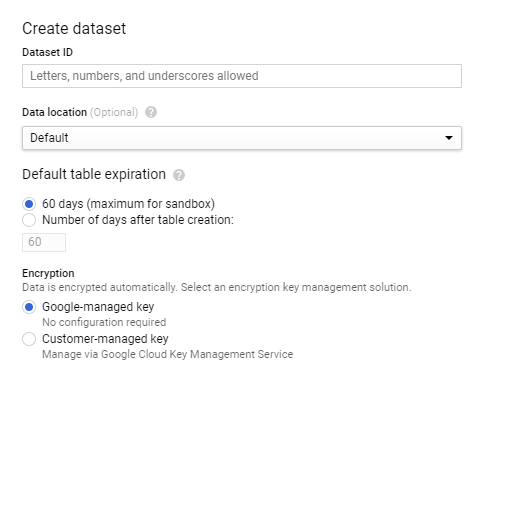 Create dataset
Dataset ID
Letters, numbers, and underscores allowed
Data location (Optional) ?
Default
Default table expiration ?
60 days (maximum for sandbox)
Number of days after table creation:
60
Encryption
Data is encrypted automatically. Select an encryption key management solution.
Google-managed key
No configuration required
Customer-managed key
Manage via Google Cloud Key Management Service